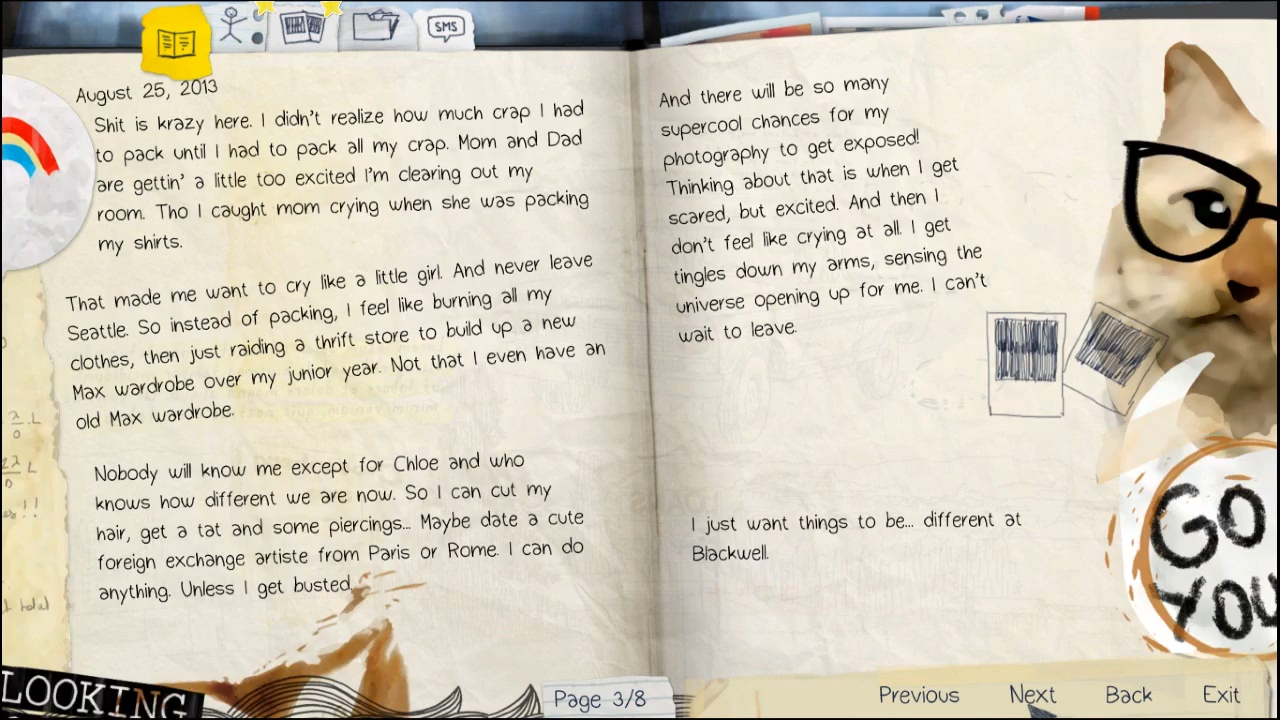 SMS
August 25, 2013
Shit is krazy here. I didn't realize how much crap I had
to pack until I had to pack all my crap. Mom and Dad
are gettin' a little too excited I'm clearing out my
room. Tho I caught mom crying when she was packing
my shirts.
That made me want to cry like a little girl. And never leave
Seattle. So instead of packing, I feel like burning all my
clothes, then just raiding a thrift store to build up a new
Max wardrobe over my junior year. Not that I even have an
old Max wardrobe.
Nobody will know me except for Chloe and who
knows how different we are now. So I can cut my
hair, get a tat and some piercings... Maybe date a cute
foreign exchange artiste from Paris or Rome. I can do
anything. Unless I get busted.
And there will be so many
supercool chances for my
photography to get exposed!
Thinking about that is when I get
scared, but excited. And then I
don't feel like crying at all. I get
tingles down my arms, sensing the
universe opening up for me. I can't
wait to leave.
I just want things to be... different at
Blackwell.
GO
YOU
LOOKING
Page 3/8
Previous Next Back Exit